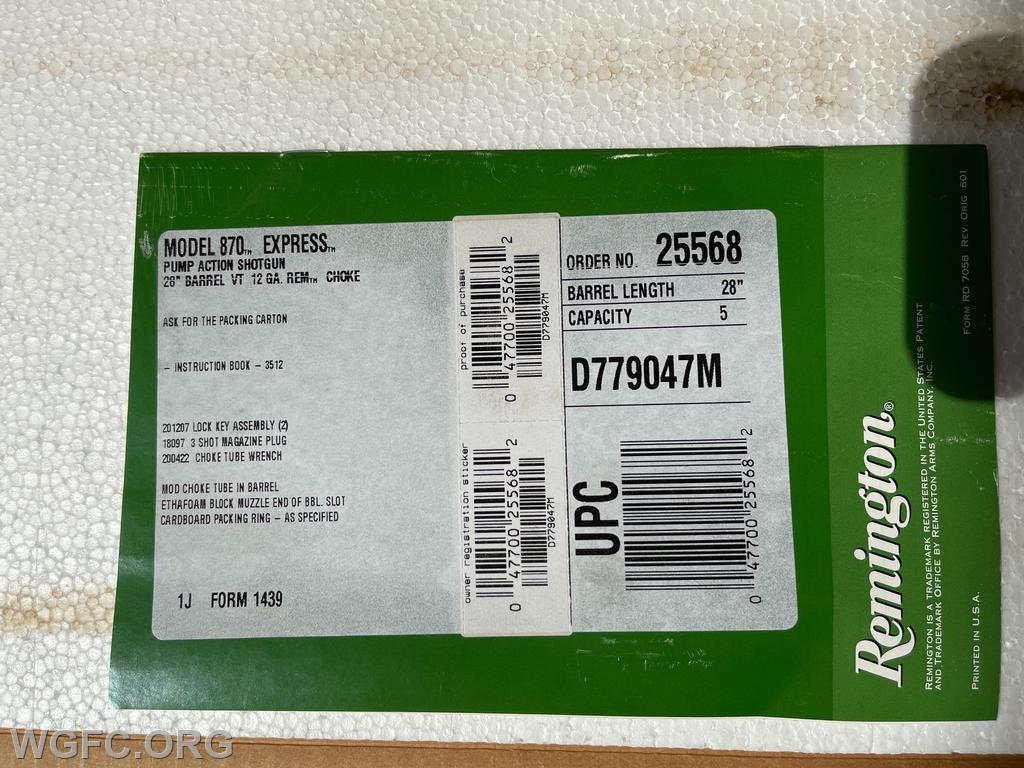 MODEL 870™ EXPRESS™
PUMP ACTION SHOTGUN
28" BARREL VT 12 GA. REM™ CHOKE
ASK FOR THE PACKING CARTON
– INSTRUCTION BOOK – 3512
201207 LOCK KEY ASSEMBLY (2)
18097 3 SHOT MAGAZINE PLUG
200422 CHOKE TUBE WRENCH
MOD CHOKE TUBE IN BARREL
ETHAFOAM BLOCK MUZZLE END OF BBL. SLOT
CARDBOARD PACKING RING – AS SPECIFIED
1J FORM 1439
proof of purchase
0 47700 25568 2
D779047M
owner registration sticker
0 47700 25568 2
D779047M
ORDER NO. 25568
BARREL LENGTH 28"
CAPACITY 5
D779047M
UPC
0 47700 25568 2
Remington®
REMINGTON IS A TRADEMARK REGISTERED IN THE UNITED STATES PATENT
AND TRADEMARK OFFICE BY REMINGTON ARMS COMPANY, INC.
PRINTED IN U.S.A.
FORM RD 7058 REV. ORIG 601
WGFC.ORG